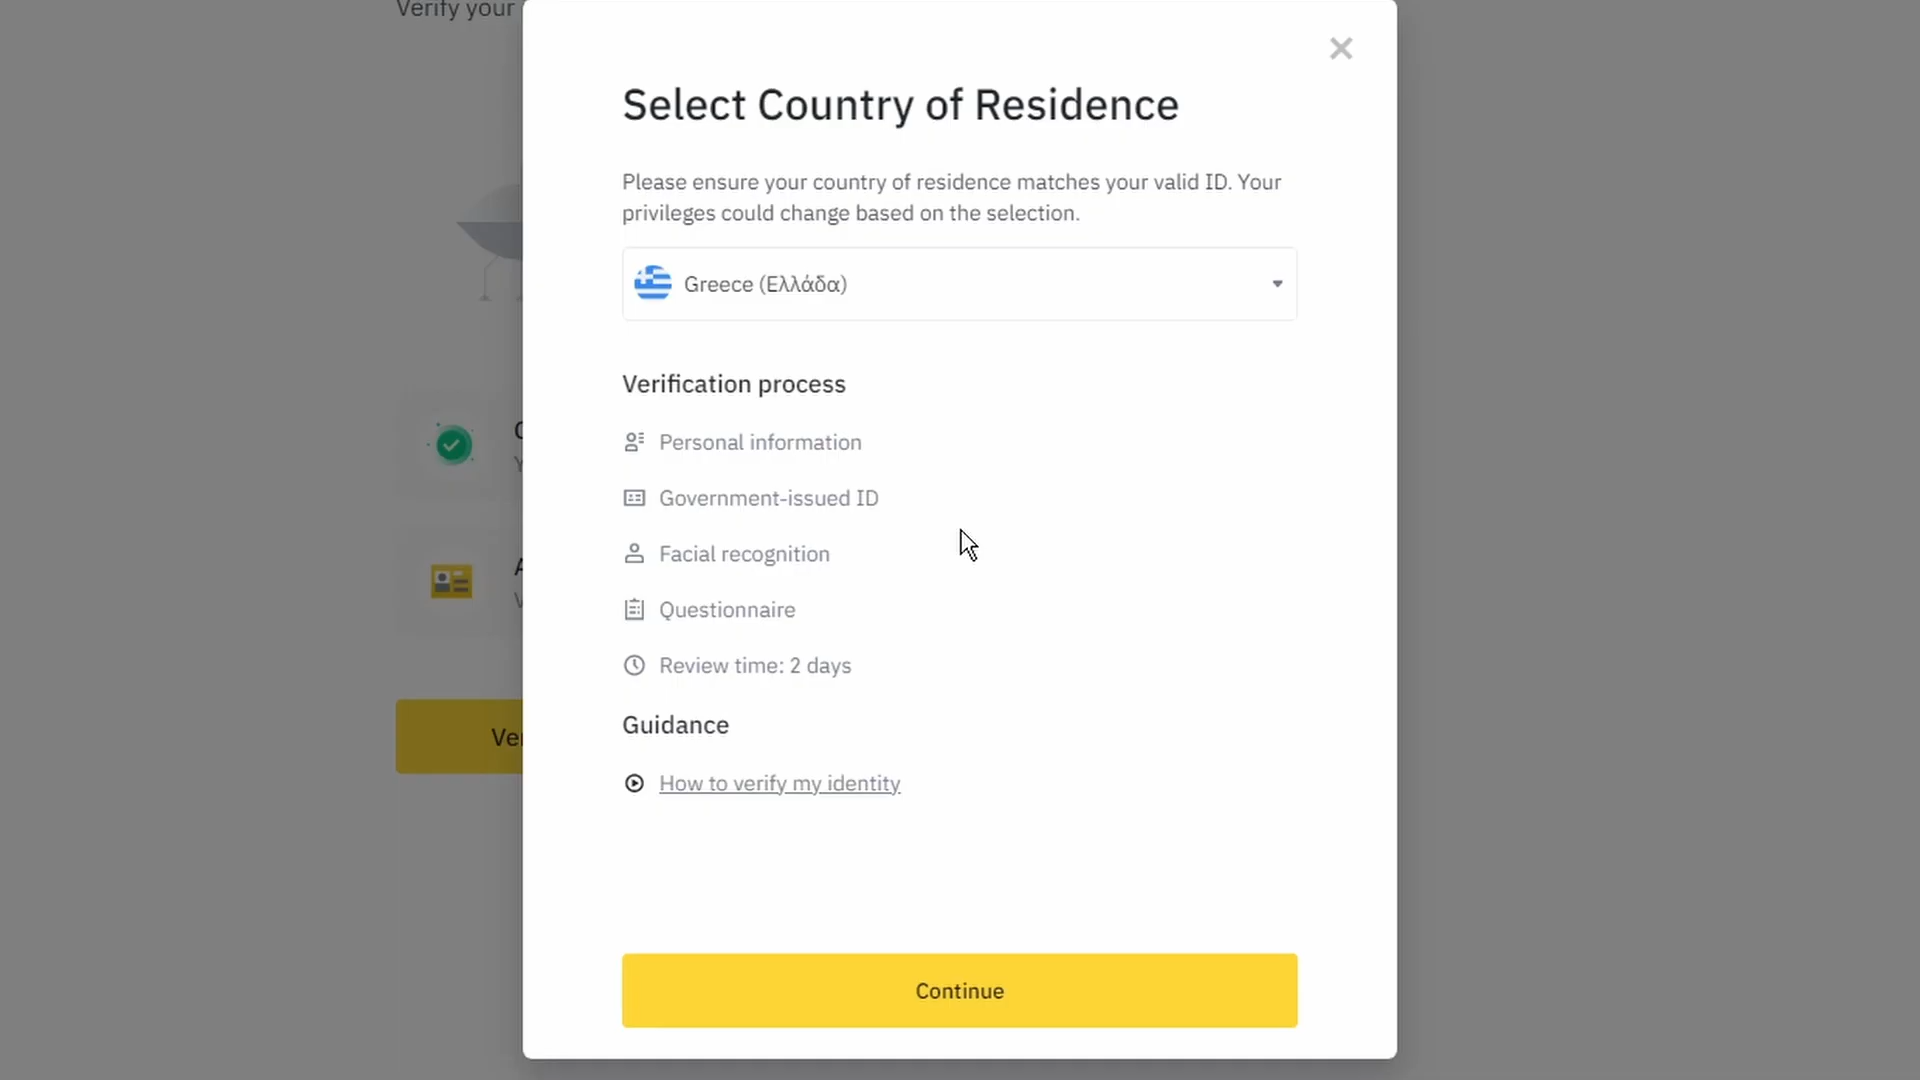 Verify your
Select Country of Residence
Please ensure your country of residence matches your valid ID. Your
privileges could change based on the selection.
Greece (Ελλάδα)
Verification process
Personal information
Government-issued ID
Facial recognition
Questionnaire
Review time: 2 days
Guidance
How to verify my identity
Continue